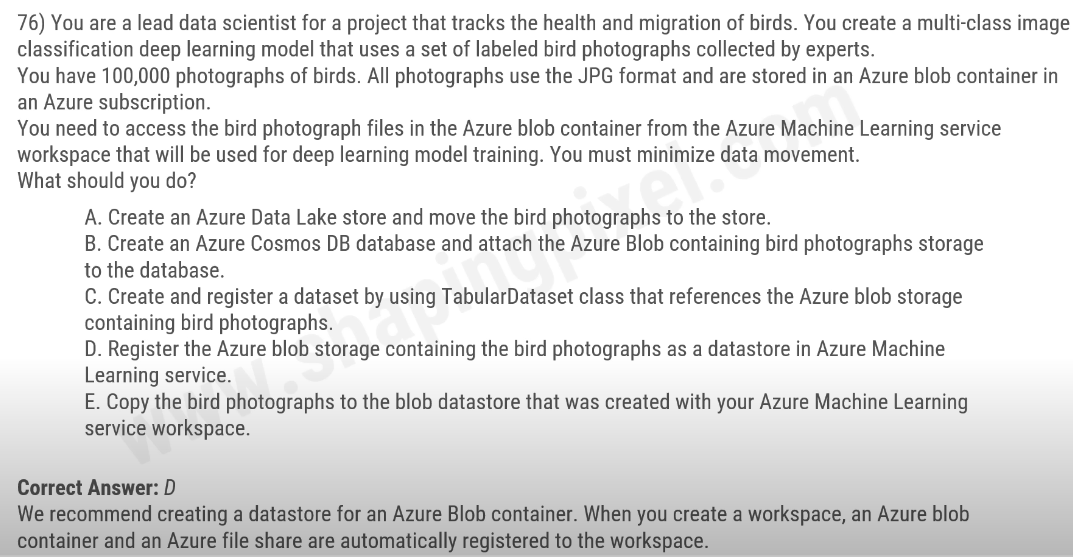 76) You are a lead data scientist for a project that tracks the health and migration of birds. You create a multi-class image
classification deep learning model that uses a set of labeled bird photographs collected by experts.
You have 100,000 photographs of birds. All photographs use the JPG format and are stored in an Azure blob container in
an Azure subscription.
You need to access the bird photograph files in the Azure blob container from the Azure Machine Learning service
workspace that will be used for deep learning model training. You must minimize data movement.
What should you do?
A. Create an Azure Data Lake store and move the bird photographs to the store.
B. Create an Azure Cosmos DB database and attach the Azure Blob containing bird photographs storage
to the database.
C. Create and register a dataset by using TabularDataset class that references the Azure blob storage
containing bird photographs.
D. Register the Azure blob storage containing the bird photographs as a datastore in Azure Machine
Learning service.
E. Copy the bird photographs to the blob datastore that was created with your Azure Machine Learning
service workspace.
Correct Answer: D
We recommend creating a datastore for an Azure Blob container. When you create a workspace, an Azure blob
container and an Azure file share are automatically registered to the workspace.
www.shapingpixel.com